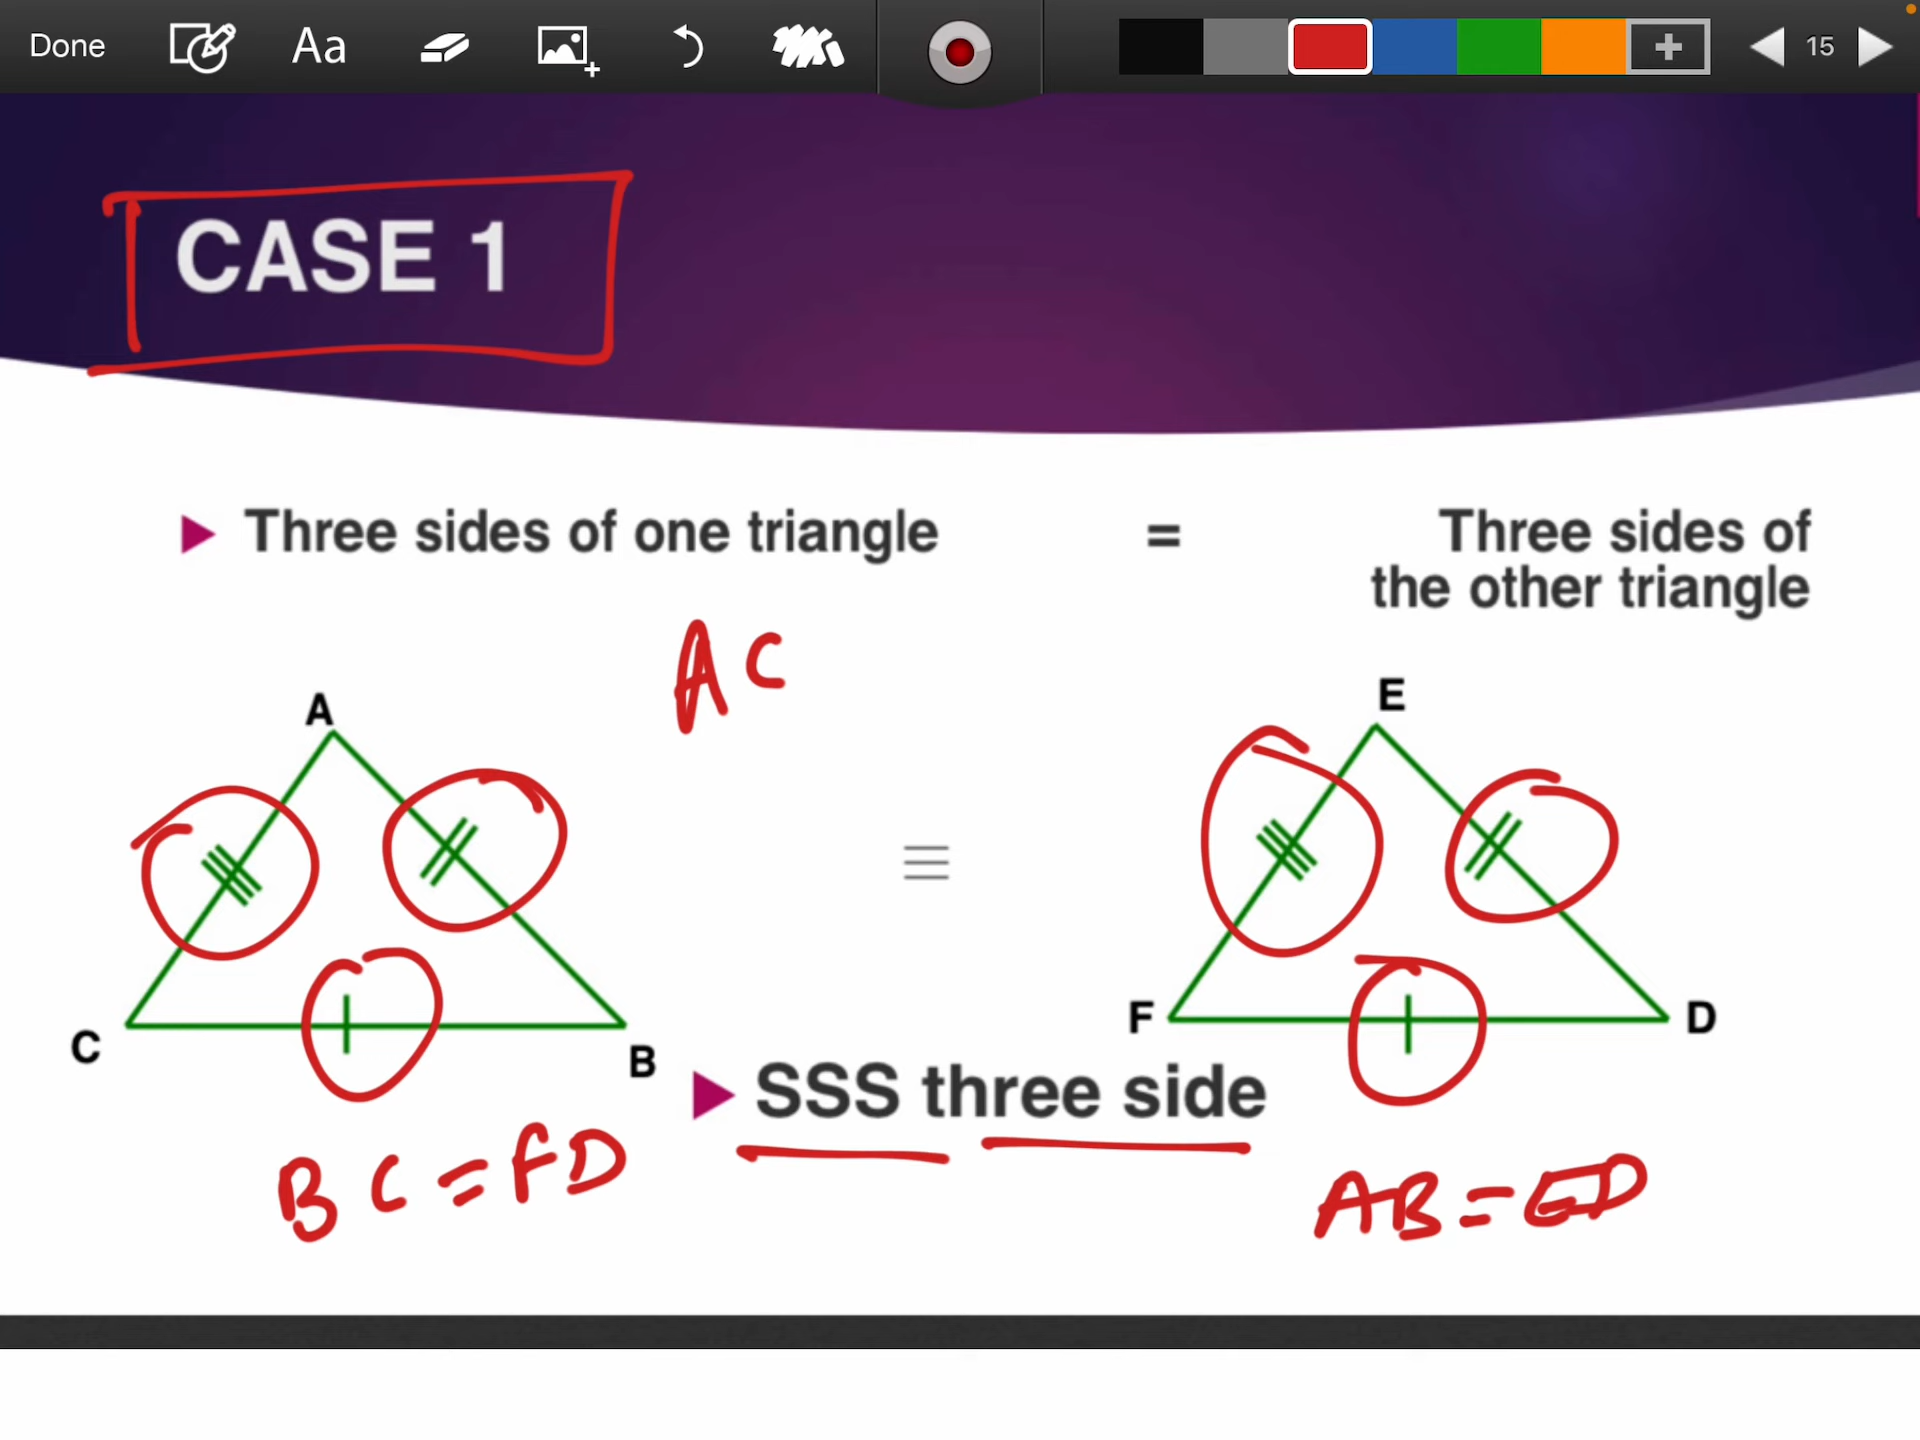 Done Aa 15
CASE 1
Three sides of one triangle = Three sides of
the other triangle
AC
A
E
≡
C
B
F
D
SSS three side
BC=FD
AB=ED